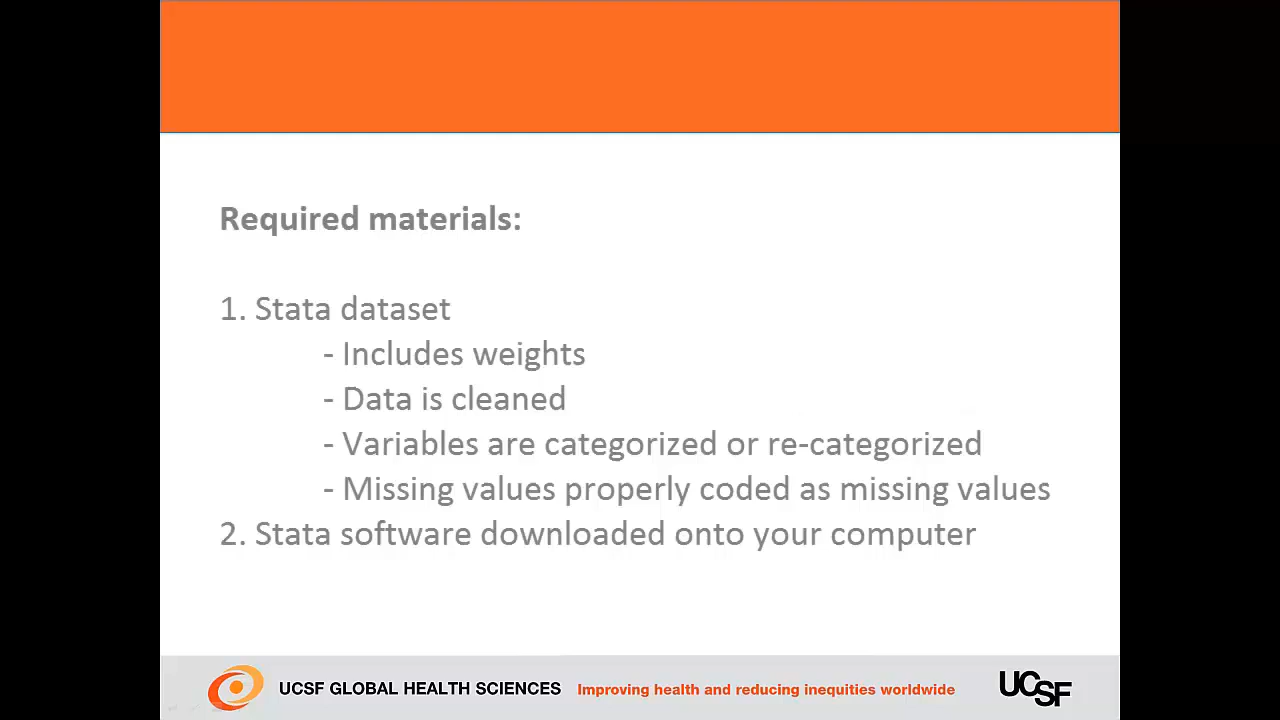 Required materials:
1. Stata dataset
- Includes weights
- Data is cleaned
- Variables are categorized or re-categorized
- Missing values properly coded as missing values
2. Stata software downloaded onto your computer
UCSF GLOBAL HEALTH SCIENCES Improving health and reducing inequities worldwide UCSF